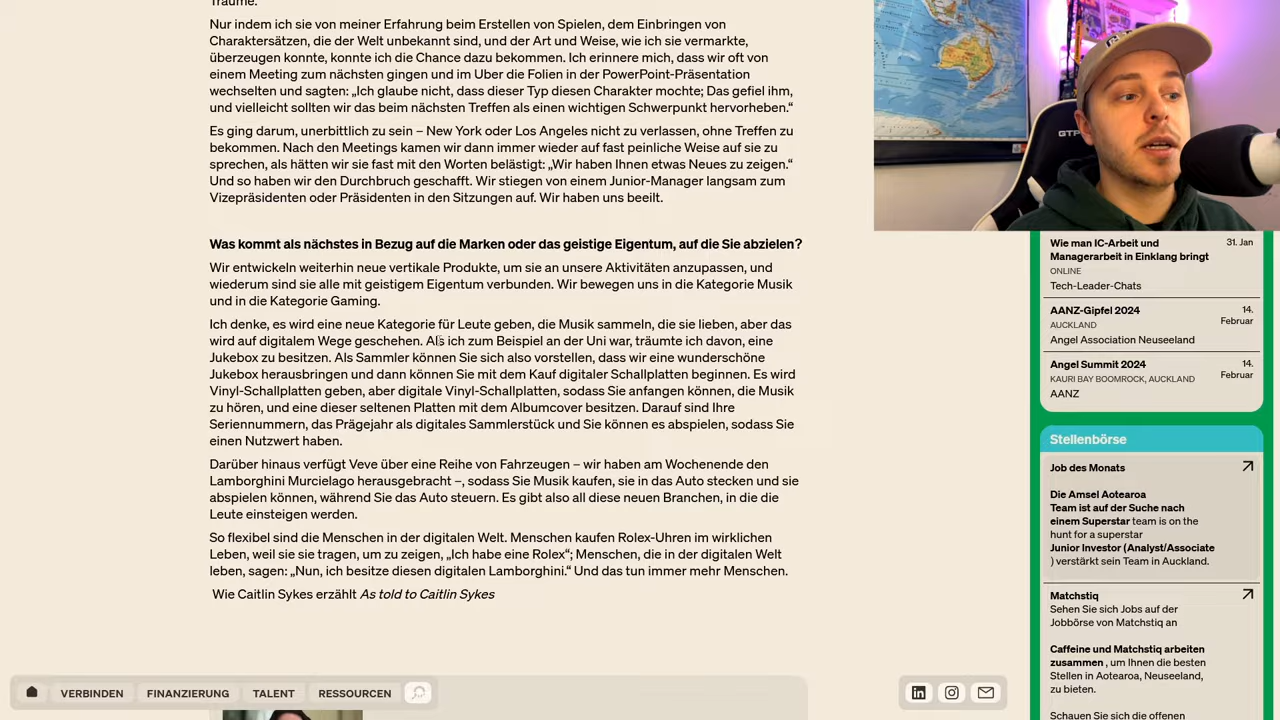 Träume.
Nur indem ich sie von meiner Erfahrung beim Erstellen von Spielen, dem Einbringen von
Charaktersätzen, die der Welt unbekannt sind, und der Art und Weise, wie ich sie vermarkte,
überzeugen konnte, konnte ich die Chance dazu bekommen. Ich erinnere mich, dass wir oft von
einem Meeting zum nächsten gingen und im Uber die Folien in der PowerPoint-Präsentation
wechselten und sagten: „Ich glaube nicht, dass dieser Typ diesen Charakter mochte; Das gefiel ihm,
und vielleicht sollten wir das beim nächsten Treffen als einen wichtigen Schwerpunkt hervorheben.“
Es ging darum, unerbittlich zu sein – New York oder Los Angeles nicht zu verlassen, ohne Treffen zu
bekommen. Nach den Meetings kamen wir dann immer wieder auf fast peinliche Weise auf sie zu
sprechen, als hätten wir sie fast mit den Worten belästigt: „Wir haben Ihnen etwas Neues zu zeigen.“
Und so haben wir den Durchbruch geschafft. Wir stiegen von einem Junior-Manager langsam zum
Vizepräsidenten oder Präsidenten in den Sitzungen auf. Wir haben uns beeilt.
Was kommt als nächstes in Bezug auf die Marken oder das geistige Eigentum, auf die Sie abzielen?
Wir entwickeln weiterhin neue vertikale Produkte, um sie an unsere Aktivitäten anzupassen, und
wiederum sind sie alle mit geistigem Eigentum verbunden. Wir bewegen uns in die Kategorie Musik
und in die Kategorie Gaming.
Ich denke, es wird eine neue Kategorie für Leute geben, die Musik sammeln, die sie lieben, aber das
wird auf digitalem Wege geschehen. Als ich zum Beispiel an der Uni war, träumte ich davon, eine
Jukebox zu besitzen. Als Sammler können Sie sich also vorstellen, dass wir eine wunderschöne
Jukebox herausbringen und dann können Sie mit dem Kauf digitaler Schallplatten beginnen. Es wird
Vinyl-Schallplatten geben, aber digitale Vinyl-Schallplatten, sodass Sie anfangen können, die Musik
zu hören, und eine dieser seltenen Platten mit dem Albumcover besitzen. Darauf sind Ihre
Seriennummern, das Prägejahr als digitales Sammlerstück und Sie können es abspielen, sodass Sie
einen Nutzwert haben.
Darüber hinaus verfügt Veve über eine Reihe von Fahrzeugen – wir haben am Wochenende den
Lamborghini Murcielago herausgebracht –, sodass Sie Musik kaufen, sie in das Auto stecken und sie
abspielen können, während Sie das Auto steuern. Es gibt also all diese neuen Branchen, in die die
Leute einsteigen werden.
So flexibel sind die Menschen in der digitalen Welt. Menschen kaufen Rolex-Uhren im wirklichen
Leben, weil sie sie tragen, um zu zeigen, „Ich habe eine Rolex“; Menschen, die in der digitalen Welt
leben, sagen: „Nun, ich besitze diesen digitalen Lamborghini.“ Und das tun immer mehr Menschen.
Wie Caitlin Sykes erzählt As told to Caitlin Sykes
VERBINDEN FINANZIERUNG TALENT RESSOURCEN
GTP
Wie man IC-Arbeit und 31. Jan
Managerarbeit in Einklang bringt
ONLINE
Tech-Leader-Chats
AANZ-Gipfel 2024 14.
AUCKLAND Februar
Angel Association Neuseeland
Angel Summit 2024 14.
KAURI BAY BOOMROCK, AUCKLAND Februar
AANZ
Stellenbörse
Job des Monats
Die Amsel Aotearoa
Team ist auf der Suche nach
einem Superstar team is on the
hunt for a superstar
Junior Investor (Analyst/Associate
) verstärkt sein Team in Auckland.
Matchstiq
Sehen Sie sich Jobs auf der
Jobbörse von Matchstiq an
Caffeine und Matchstiq arbeiten
zusammen , um Ihnen die besten
Stellen in Aotearoa, Neuseeland,
zu bieten.
Schauen Sie sich die offenen